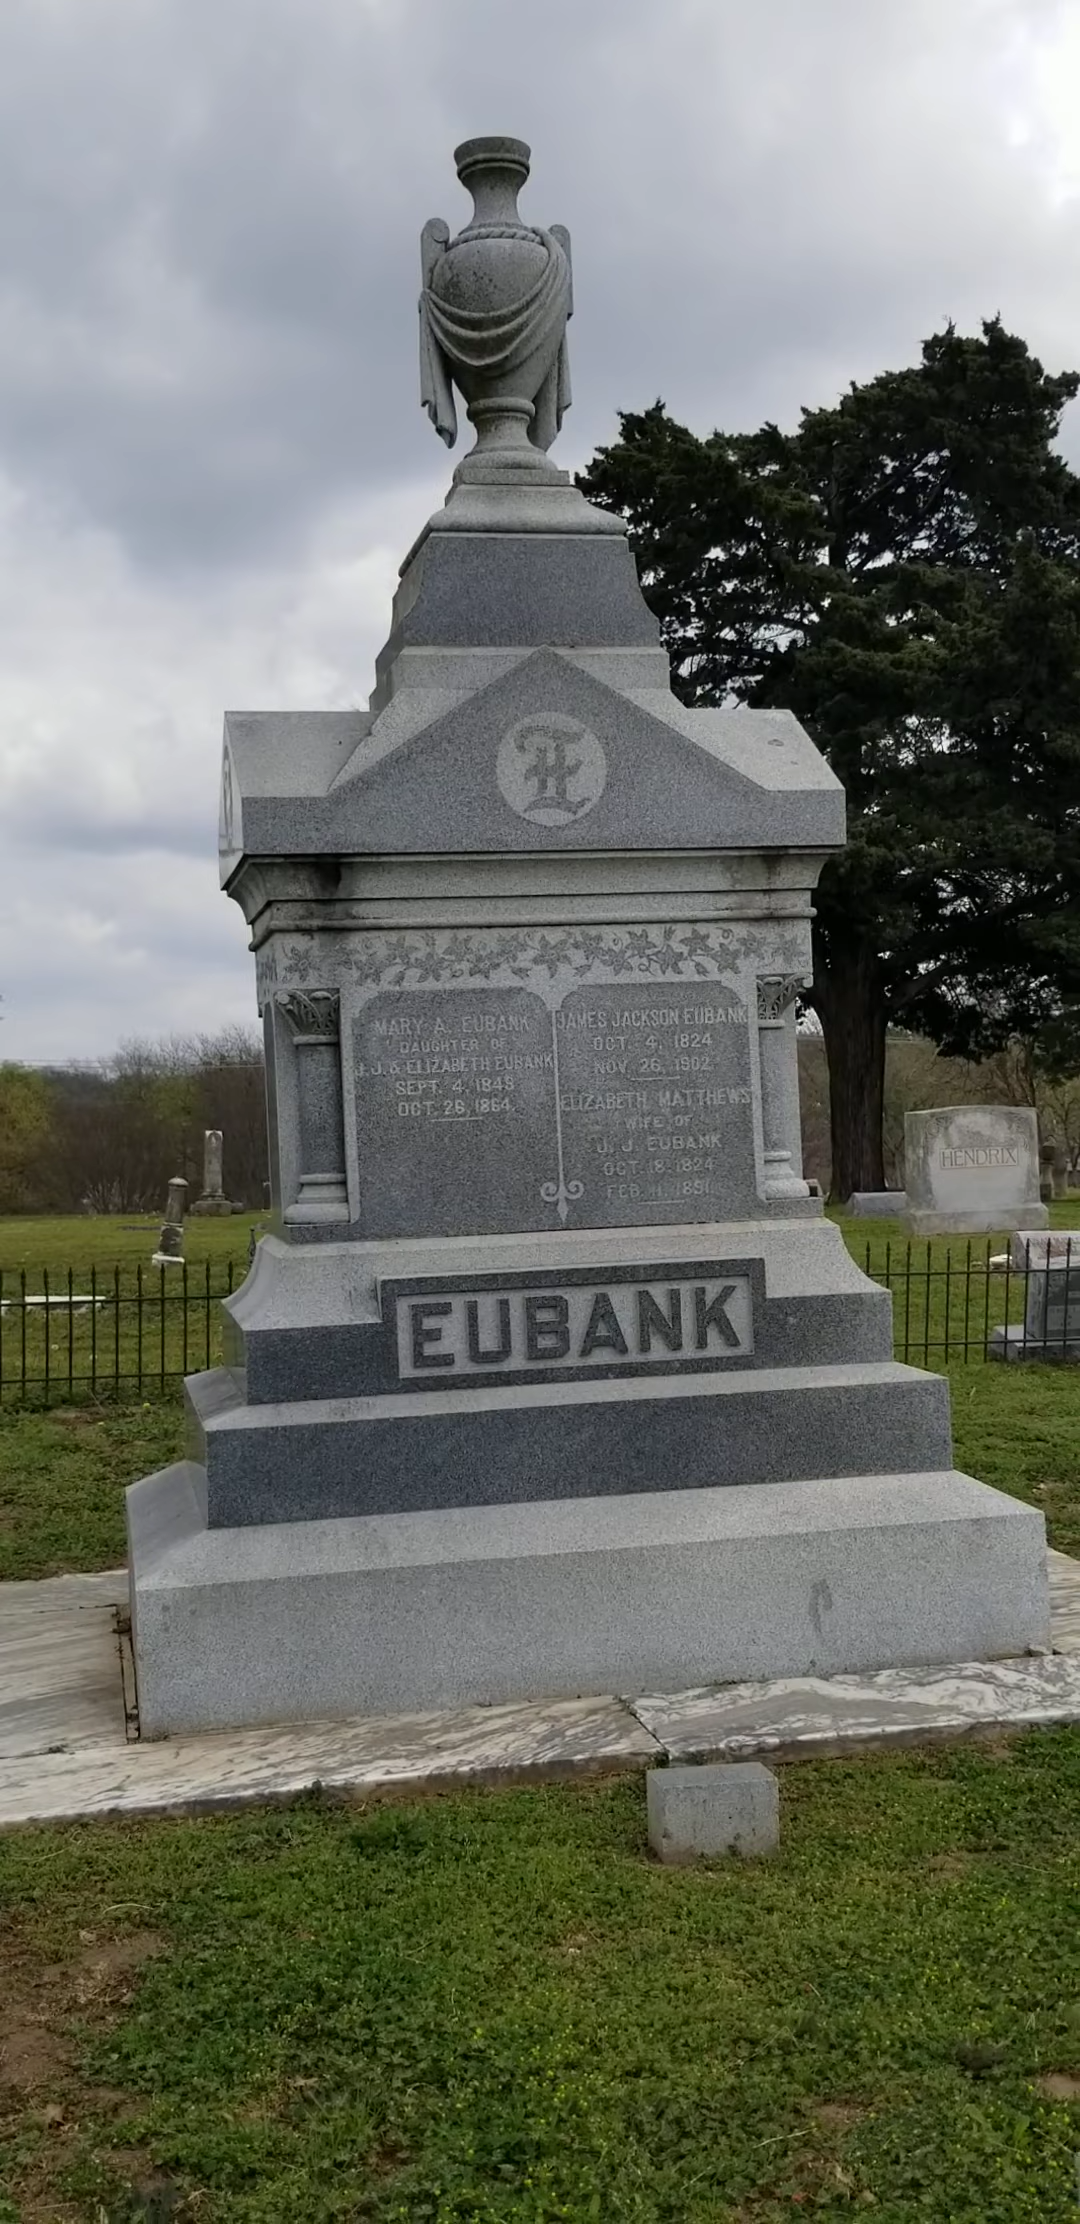 E
MARY A. EUBANK
DAUGHTER OF
J.J. & ELIZABETH EUBANK
SEPT. 4, 1848
OCT. 26, 1864.
JAMES JACKSON EUBANK
OCT. 4, 1824
NOV. 26, 1902.
ELIZABETH MATTHEWS
WIFE OF
J. J. EUBANK
OCT. 18, 1824
FEB. 11, 1891
EUBANK
HENDRIX